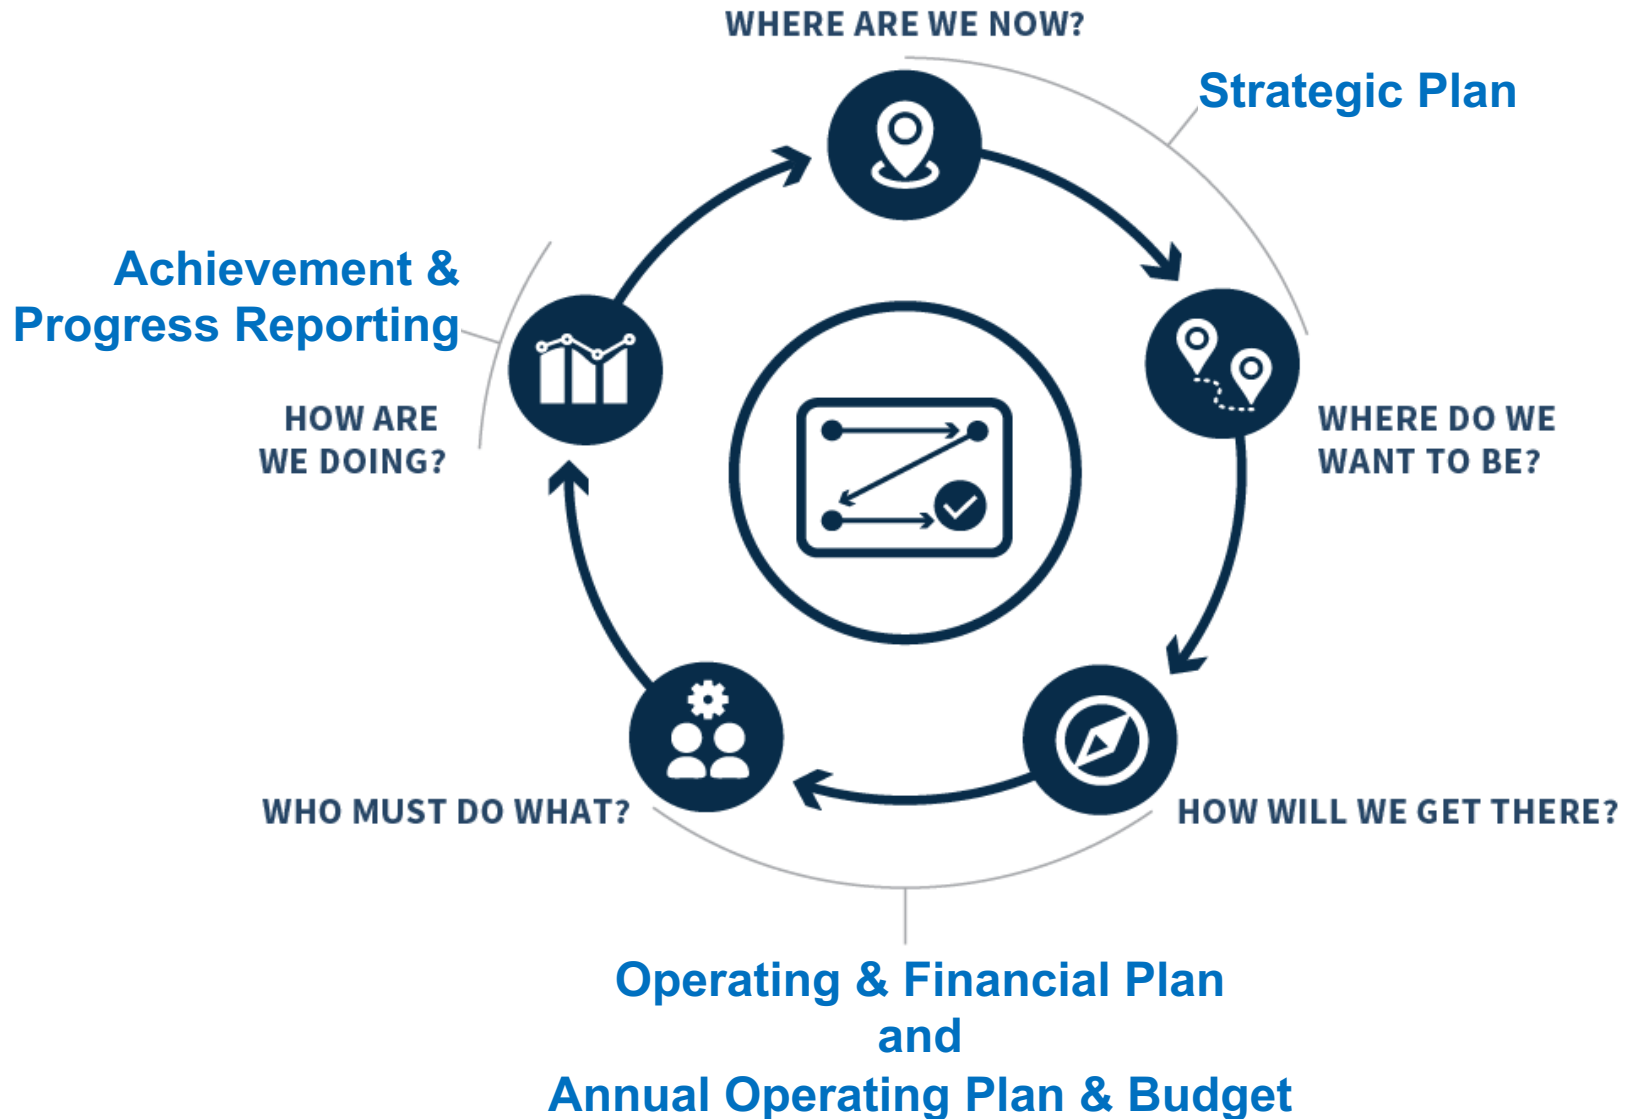 WHERE ARE WE NOW?
Strategic Plan
WHERE DO WE
WANT TO BE?
HOW WILL WE GET THERE?
Operating & Financial Plan
and
Annual Operating Plan & Budget
WHO MUST DO WHAT?
Achievement &
Progress Reporting
HOW ARE
WE DOING?